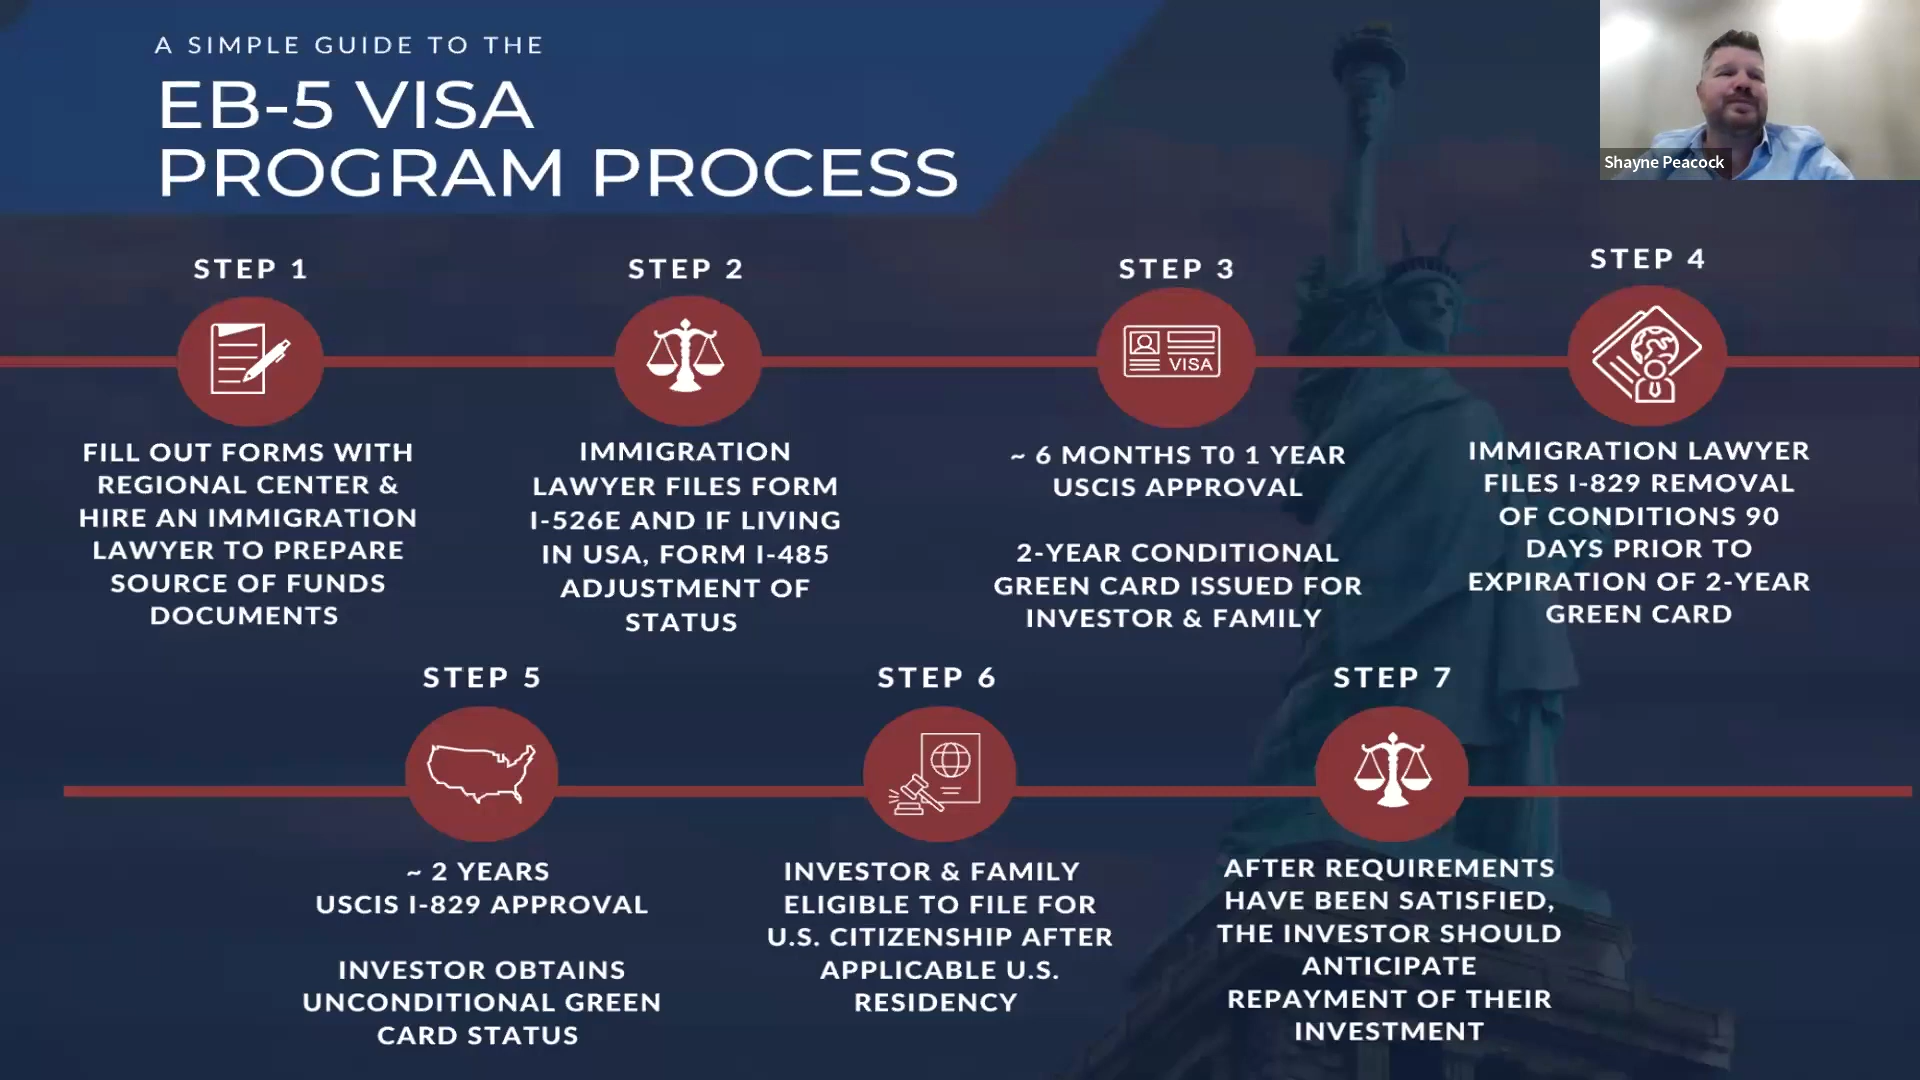 A SIMPLE GUIDE TO THE
EB-5 VISA
PROGRAM PROCESS
Shayne Peacock
STEP 1
FILL OUT FORMS WITH
REGIONAL CENTER &
HIRE AN IMMIGRATION
LAWYER TO PREPARE
SOURCE OF FUNDS
DOCUMENTS
STEP 2
IMMIGRATION
LAWYER FILES FORM
I-526E AND IF LIVING
IN USA, FORM I-485
ADJUSTMENT OF
STATUS
STEP 3
VISA
~ 6 MONTHS T0 1 YEAR
USCIS APPROVAL
2-YEAR CONDITIONAL
GREEN CARD ISSUED FOR
INVESTOR & FAMILY
STEP 4
IMMIGRATION LAWYER
FILES I-829 REMOVAL
OF CONDITIONS 90
DAYS PRIOR TO
EXPIRATION OF 2-YEAR
GREEN CARD
STEP 5
~ 2 YEARS
USCIS I-829 APPROVAL
INVESTOR OBTAINS
UNCONDITIONAL GREEN
CARD STATUS
STEP 6
INVESTOR & FAMILY
ELIGIBLE TO FILE FOR
U.S. CITIZENSHIP AFTER
APPLICABLE U.S.
RESIDENCY
STEP 7
AFTER REQUIREMENTS
HAVE BEEN SATISFIED,
THE INVESTOR SHOULD
ANTICIPATE
REPAYMENT OF THEIR
INVESTMENT